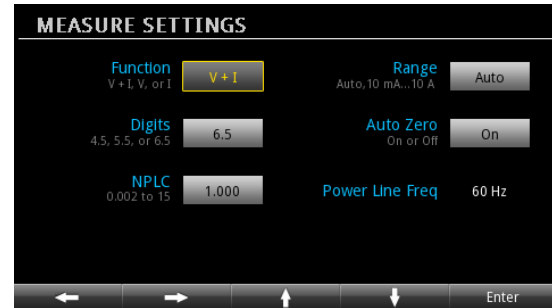 MEASURE SETTINGS
Function
V + I, V, or I
V + I
Range
Auto,10 mA...10 A
Auto
Digits
4.5, 5.5, or 6.5
6.5
Auto Zero
On or Off
On
NPLC
0.002 to 15
1.000
Power Line Freq
60 Hz
Enter